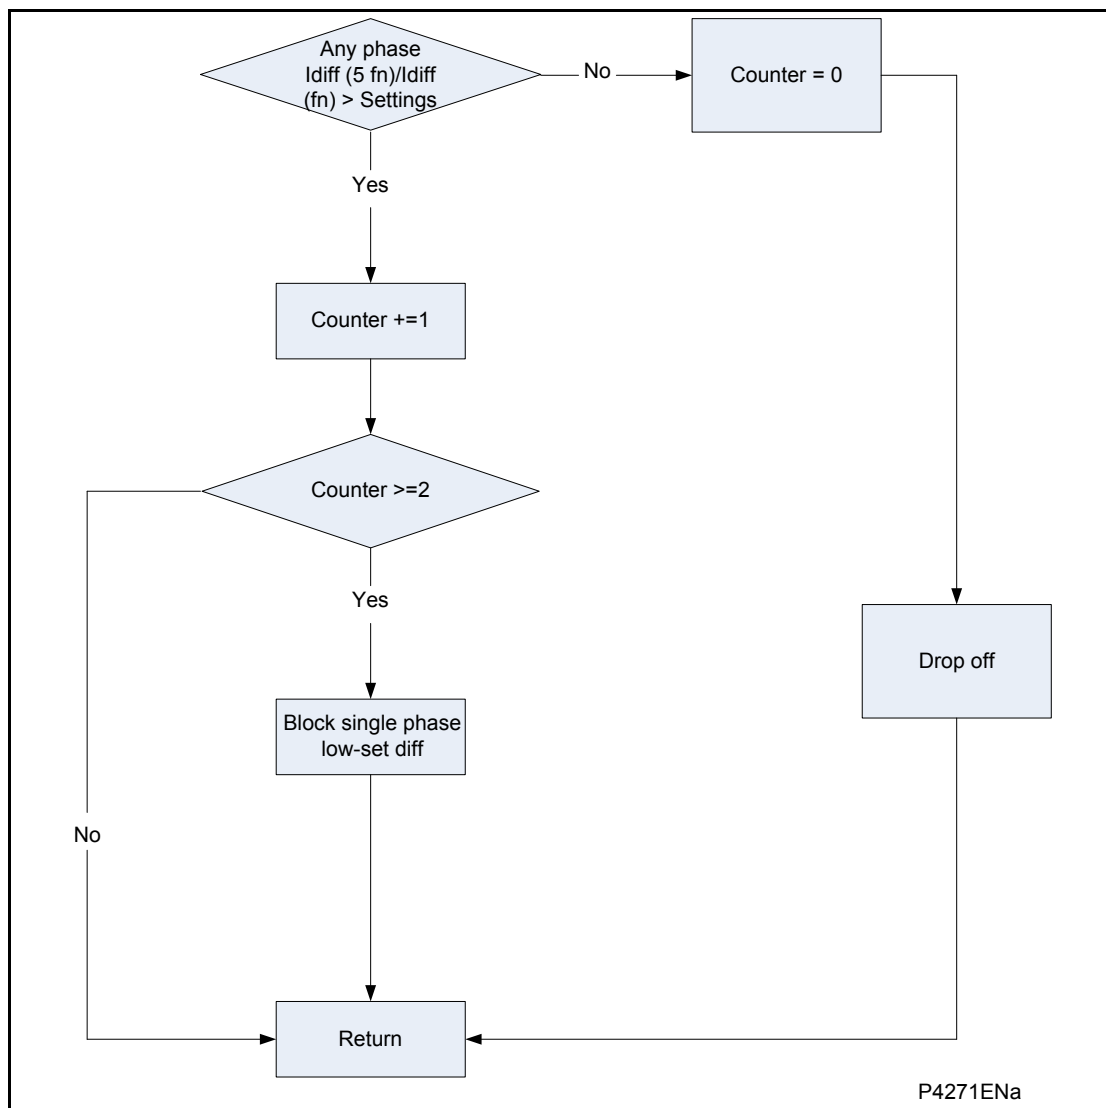 Any phase
Idiff (5 fn)/Idiff
(fn) > Settings
No
Counter = 0
Yes
Counter +=1
Counter >=2
Yes
Drop off
Block single phase
low-set diff
No
Return
P4271ENa